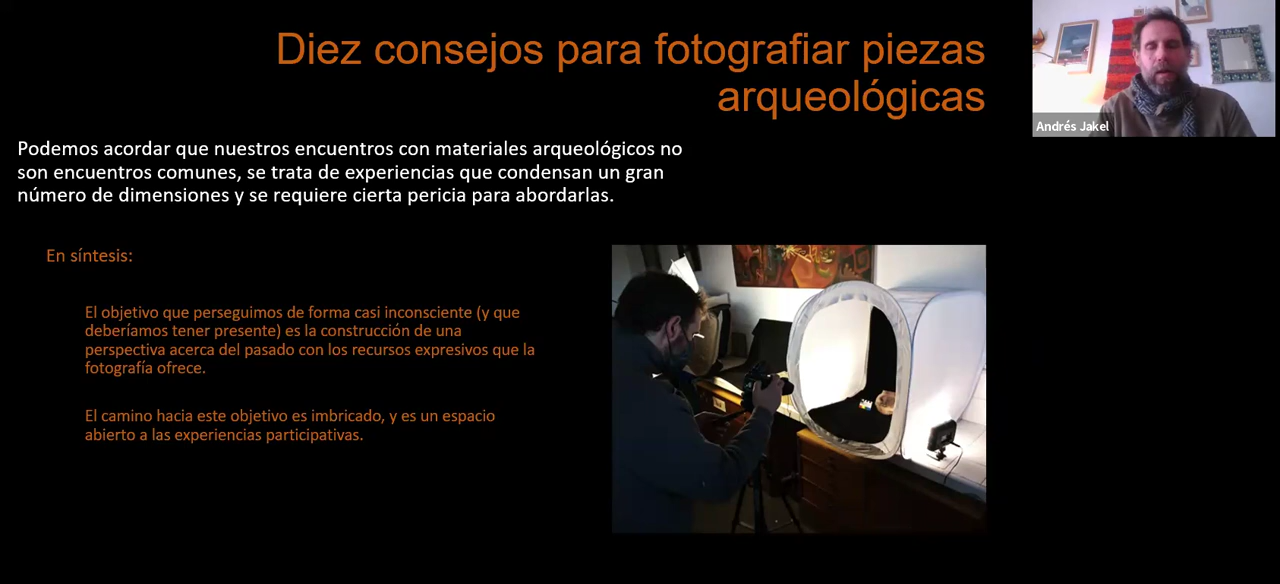 Diez consejos para fotografiar piezas
arqueológicas
Andrés Jakel
Podemos acordar que nuestros encuentros con materiales arqueológicos no
son encuentros comunes, se trata de experiencias que condensan un gran
número de dimensiones y se requiere cierta pericia para abordarlas.
En síntesis:
El objetivo que perseguimos de forma casi inconsciente (y que
deberíamos tener presente) es la construcción de una
perspectiva acerca del pasado con los recursos expresivos que la
fotografía ofrece.
El camino hacia este objetivo es imbricado, y es un espacio
abierto a las experiencias participativas.